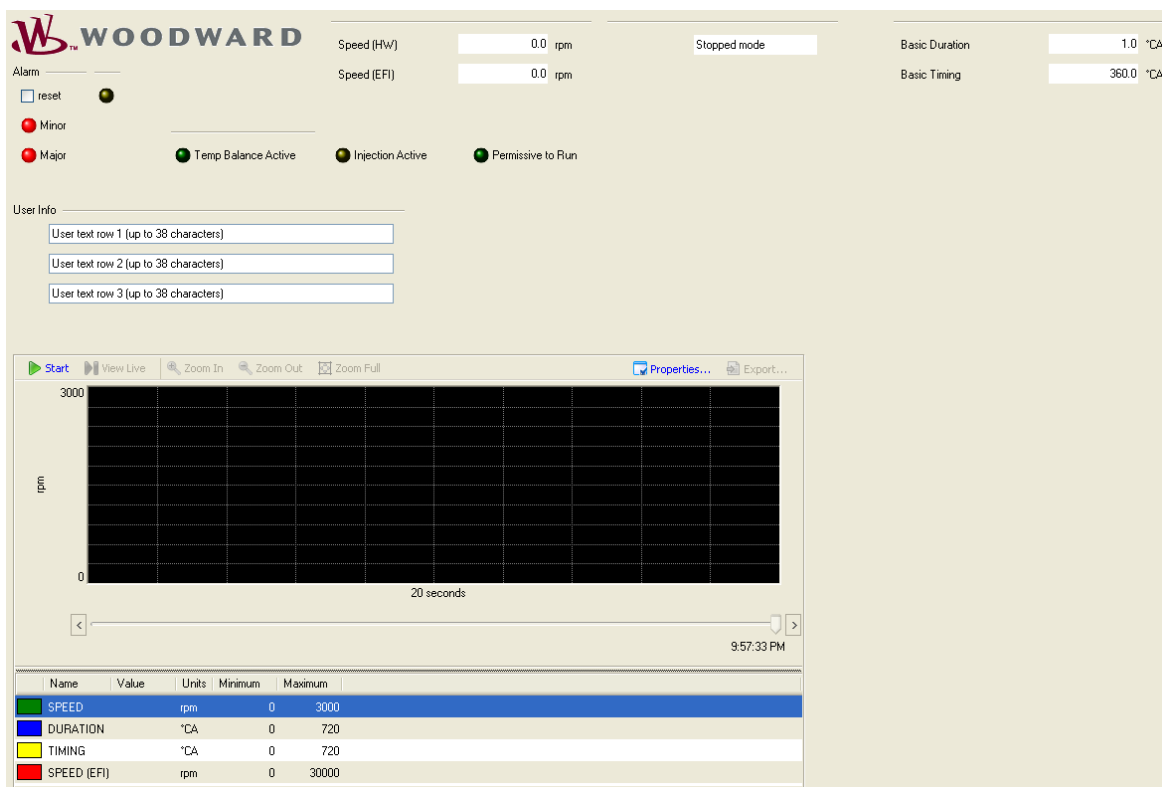 WOODWARD
Speed (HW) 0.0 rpm Stopped mode Basic Duration 1.0 °CA
Alarm Speed (EFI) 0.0 rpm Basic Timing 360.0 °CA
reset
Minor
Major Temp Balance Active Injection Active Permissive to Run
User Info
User text row 1 (up to 38 characters)
User text row 2 (up to 38 characters)
User text row 3 (up to 38 characters)
Start View Live Zoom In Zoom Out Zoom Full Properties... Export...
3000
rpm
0
20 seconds
< >
9:57:33 PM
Name Value Units Minimum Maximum
SPEED rpm 0 3000
DURATION °CA 0 720
TIMING °CA 0 720
SPEED (EFI) rpm 0 30000